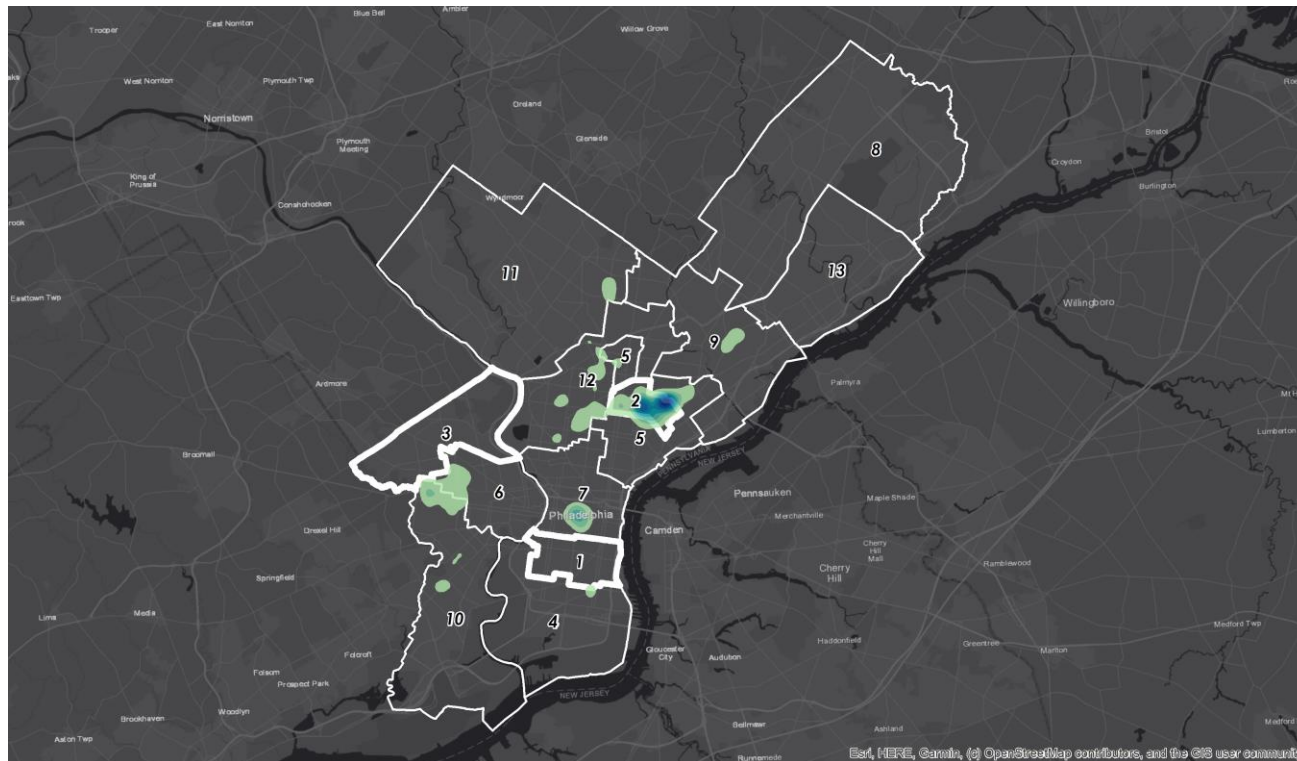 Ambler
Blue Bell
East Norriton
Trooper
Willow Grove
West Norriton
Plymouth Twp
Oreland
Norristown
Glenside
Plymouth
Meeting
8
Bristol
Croydon
King of
Prussia
Burlington
Conshohocken
Wyndmoor
11
13
Easttown Twp
Willingboro
9
5
Ardmore
12
Palmyra
2
3
5
Lumberton
Broomall
PENNSYLVANIA
NEW JERSEY
6
7
Pennsauken
Maple Shade
Philadelphia
Merchantville
Drexel Hill
Camden
Cherry
Hill
Mall
Ramblewood
1
Cherry
Hill
Springfield
Lima
Media
10
4
Medford Twp
Haddonfield
Greentree
Marlton
Folcroft
Gloucester
City
Audubon
Folsom
Prospect Park
NEW JERSEY
Woodlyn
Brookhaven
Bellmawr
Ashland
Medford
Aston Twp
Runnemede
Esri, HERE, Garmin, (c) OpenStreetMap contributors, and the GIS user communit